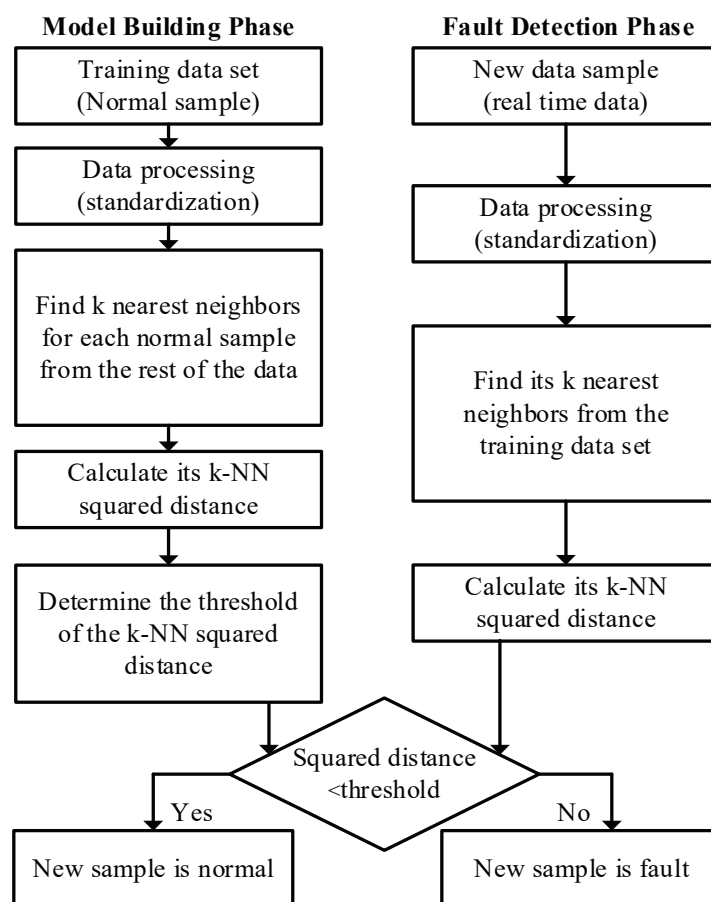 Model Building Phase
Training data set
(Normal sample)
Data processing
(standardization)
Find k nearest neighbors
for each normal sample
from the rest of the data
Calculate its k-NN
squared distance
Determine the threshold
of the k-NN squared
distance
Fault Detection Phase
New data sample
(real time data)
Data processing
(standardization)
Find its k nearest
neighbors from the
training data set
Calculate its k-NN
squared distance
Squared distance
<threshold
Yes
No
New sample is normal
New sample is fault